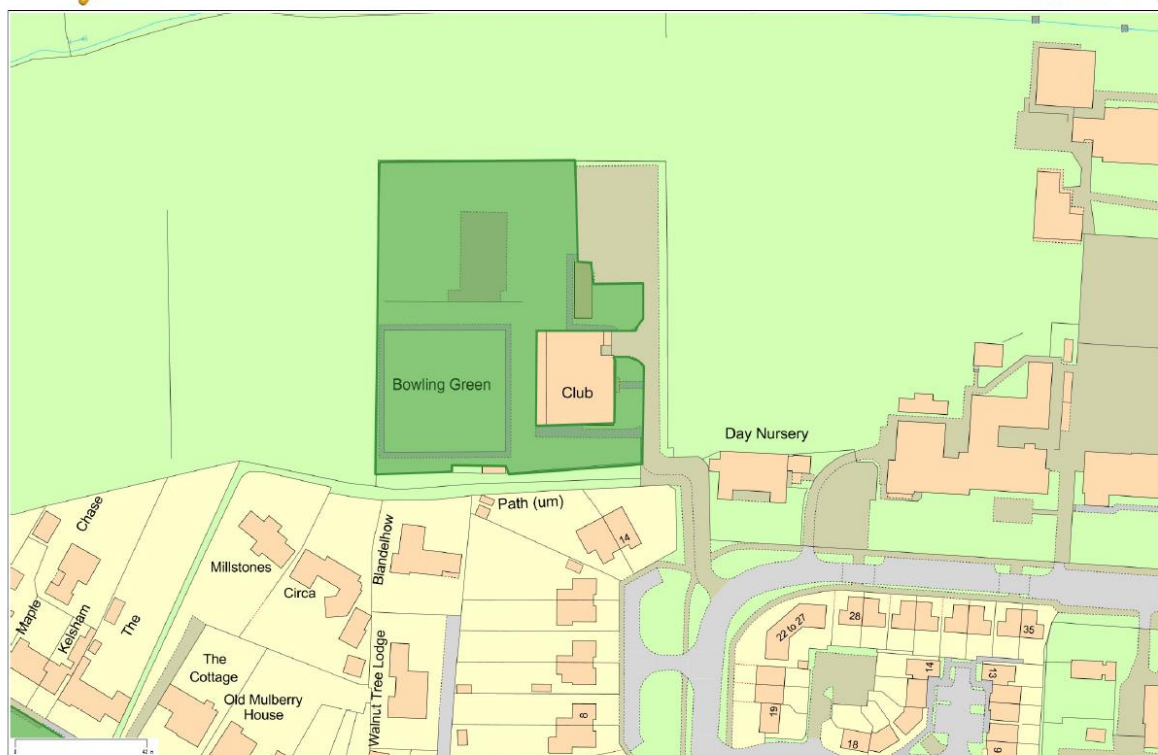 Bowling Green
Club
Day Nursery
Path (um)
14
Chase
Maple
Kelsham
The
Millstones
Circa
Blandelhow
Walnut Tree Lodge
The
Cottage
Old Mulberry
House
8
22 to 27
28
35
19
18
14
13